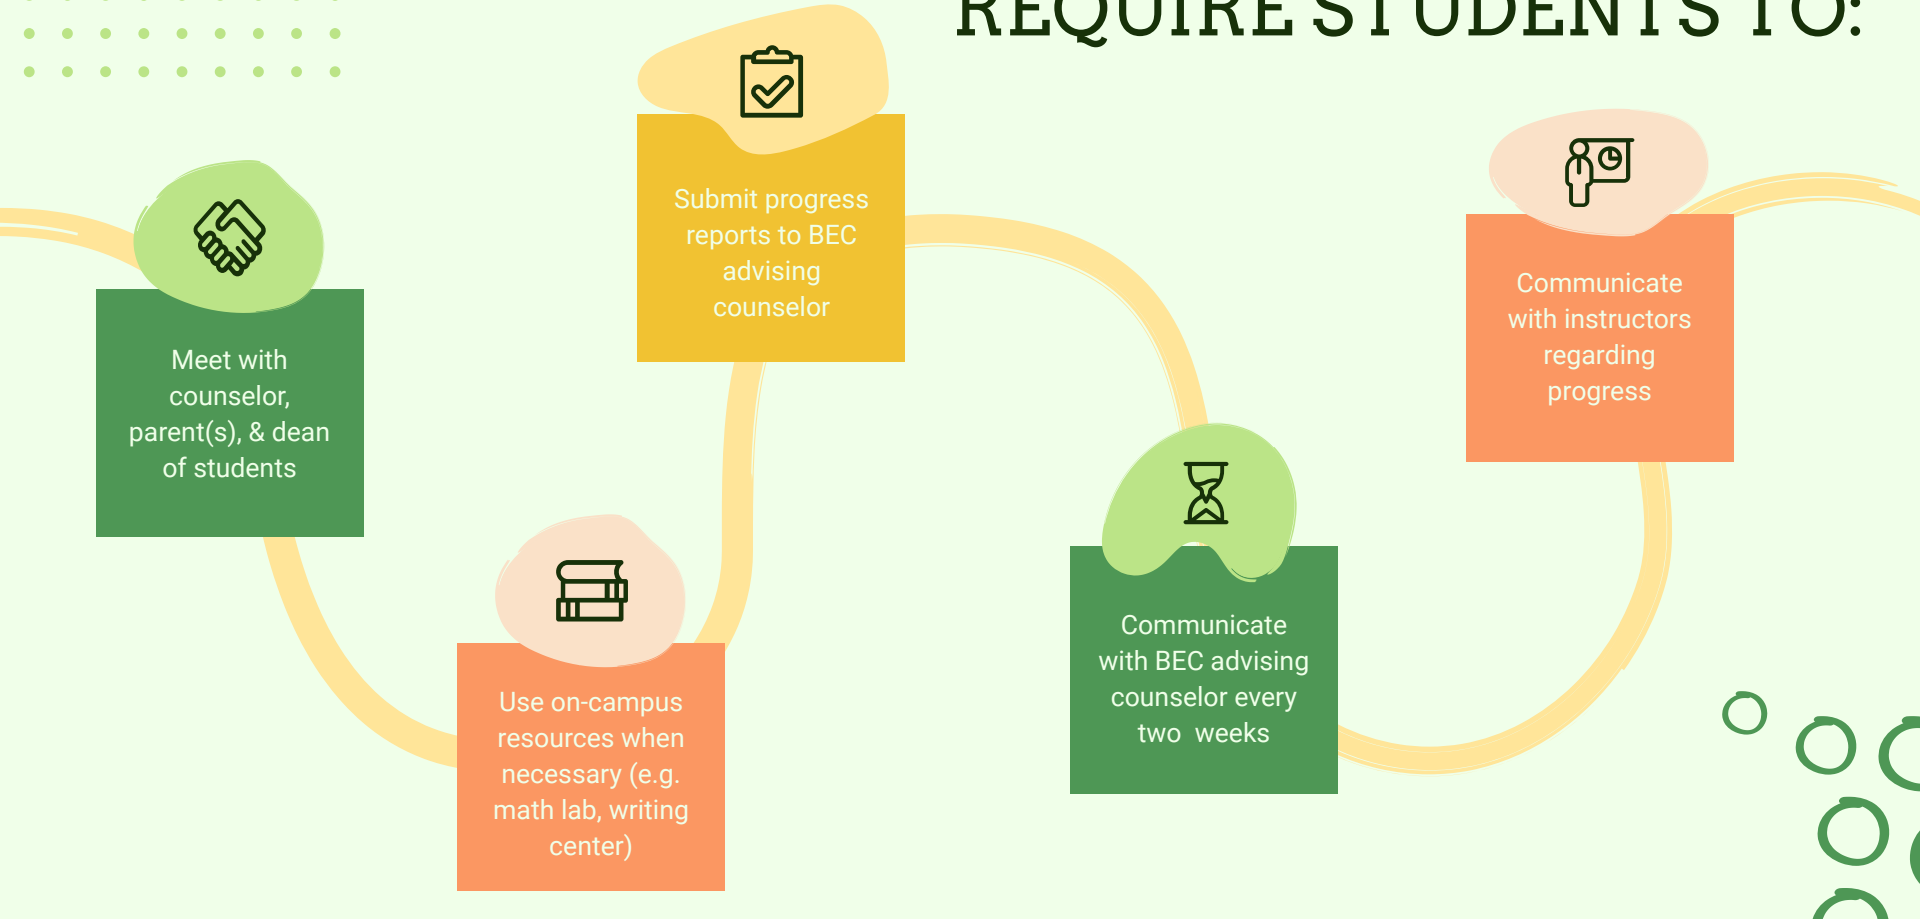 REQUIRE STUDENTS TO:
Meet with
counselor,
parent(s), & dean
of students
Use on-campus
resources when
necessary (e.g.
math lab, writing
center)
Submit progress
reports to BEC
advising
counselor
Communicate
with BEC advising
counselor every
two  weeks
Communicate
with instructors
regarding
progress